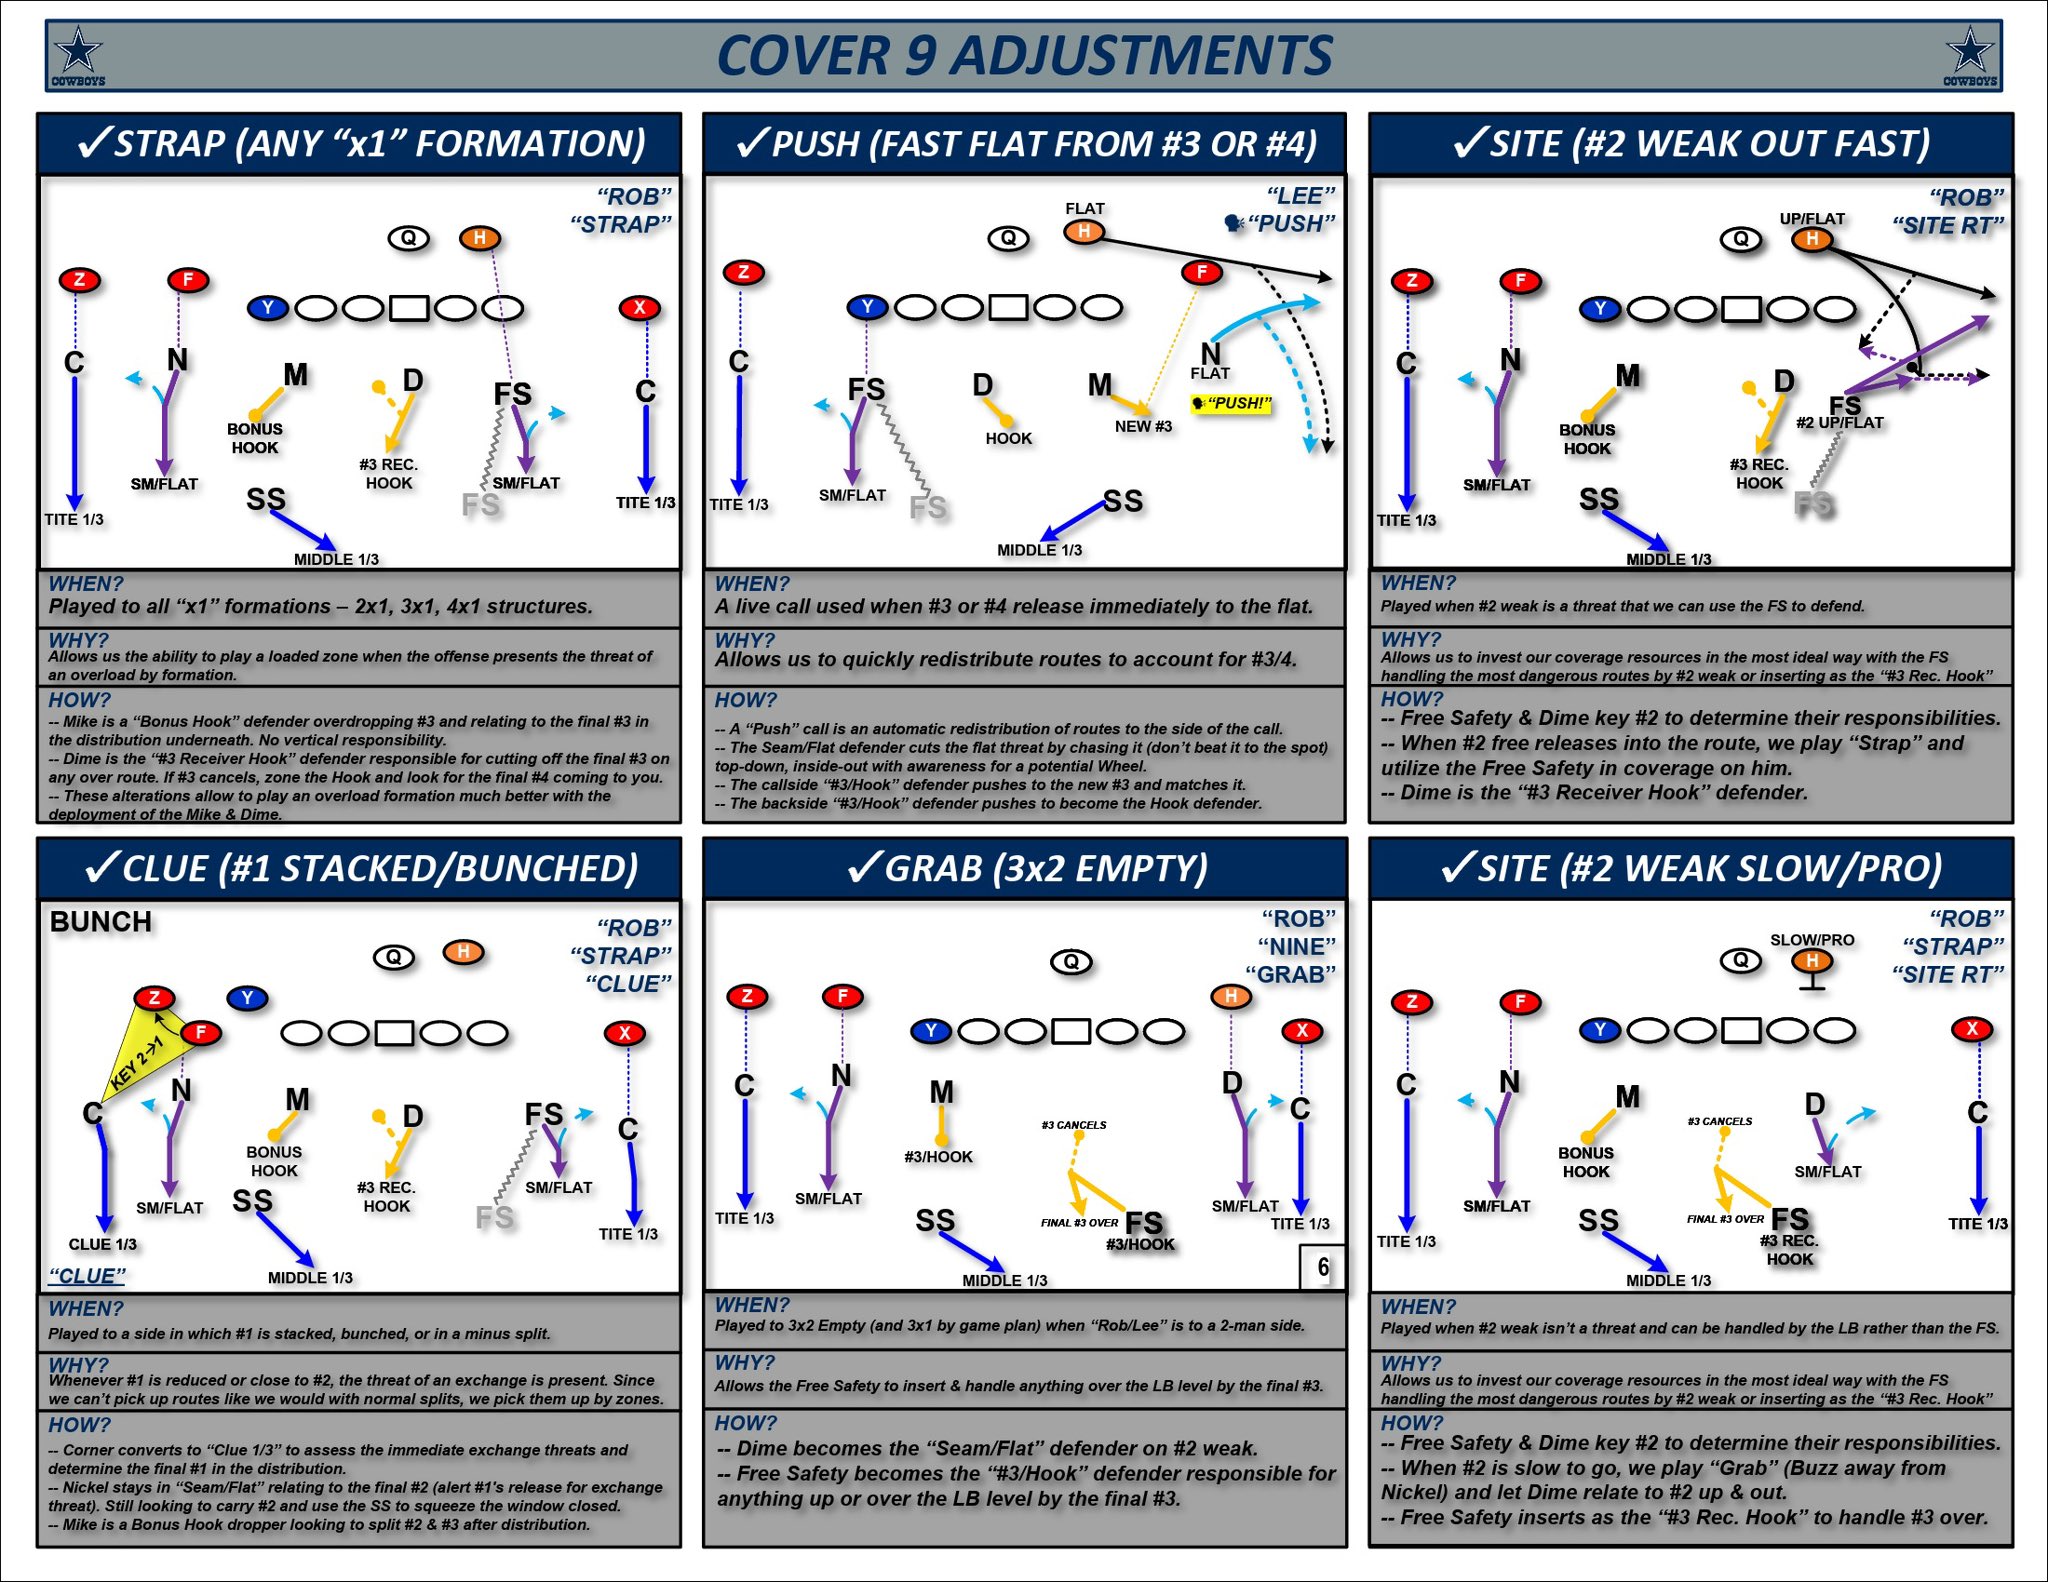 COVER 9 ADJUSTMENTS
COWBOYS
COWBOYS
✓STRAP (ANY “x1” FORMATION)
“ROB”
“STRAP”
Q
H
Z
F
Y
X
C
N
M
D
FS
C
BONUS
HOOK
#3 REC.
HOOK
SM/FLAT
SM/FLAT
SS
FS
TITE 1/3
TITE 1/3
MIDDLE 1/3
WHEN?
Played to all “x1” formations – 2x1, 3x1, 4x1 structures.
WHY?
Allows us the ability to play a loaded zone when the offense presents the threat of
an overload by formation.
HOW?
-- Mike is a “Bonus Hook” defender overdropping #3 and relating to the final #3 in
the distribution underneath. No vertical responsibility.
-- Dime is the “#3 Receiver Hook” defender responsible for cutting off the final #3 on
any over route. If #3 cancels, zone the Hook and look for the final #4 coming to you.
-- These alterations allow to play an overload formation much better with the
deployment of the Mike & Dime.
✓PUSH (FAST FLAT FROM #3 OR #4)
“LEE”
“PUSH”
FLAT
Q
H
Z
F
Y
C
N
FLAT
FS
D
M
“PUSH!”
NEW #3
HOOK
SM/FLAT
TITE 1/3
FS
SS
MIDDLE 1/3
WHEN?
A live call used when #3 or #4 release immediately to the flat.
WHY?
Allows us to quickly redistribute routes to account for #3/4.
HOW?
-- A “Push” call is an automatic redistribution of routes to the side of the call.
-- The Seam/Flat defender cuts the flat threat by chasing it (don’t beat it to the spot)
top-down, inside-out with awareness for a potential Wheel.
-- The callside “#3/Hook” defender pushes to the new #3 and matches it.
-- The backside “#3/Hook” defender pushes to become the Hook defender.
✓SITE (#2 WEAK OUT FAST)
“ROB”
“SITE RT”
UP/FLAT
Q
H
Z
F
Y
C
N
M
D
FS
#2 UP/FLAT
BONUS
HOOK
#3 REC.
HOOK
SM/FLAT
SS
FS
TITE 1/3
MIDDLE 1/3
WHEN?
Played when #2 weak is a threat that we can use the FS to defend.
WHY?
Allows us to invest our coverage resources in the most ideal way with the FS
handling the most dangerous routes by #2 weak or inserting as the “#3 Rec. Hook”
HOW?
-- Free Safety & Dime key #2 to determine their responsibilities.
-- When #2 free releases into the route, we play “Strap” and
utilize the Free Safety in coverage on him.
-- Dime is the “#3 Receiver Hook” defender.
✓CLUE (#1 STACKED/BUNCHED)
BUNCH
“ROB”
“STRAP”
“CLUE”
Q
H
Z
Y
F
X
KEY 2→1
C
N
M
D
FS
C
BONUS
HOOK
#3 REC.
HOOK
SM/FLAT
SM/FLAT
SS
FS
CLUE 1/3
TITE 1/3
“CLUE”
MIDDLE 1/3
WHEN?
Played to a side in which #1 is stacked, bunched, or in a minus split.
WHY?
Whenever #1 is reduced or close to #2, the threat of an exchange is present. Since
we can’t pick up routes like we would with normal splits, we pick them up by zones.
HOW?
-- Corner converts to “Clue 1/3” to assess the immediate exchange threats and
determine the final #1 in the distribution.
-- Nickel stays in “Seam/Flat” relating to the final #2 (alert #1's release for exchange
threat). Still looking to carry #2 and use the SS to squeeze the window closed.
-- Mike is a Bonus Hook dropper looking to split #2 & #3 after distribution.
✓GRAB (3x2 EMPTY)
“ROB”
“NINE”
“GRAB”
Q
Z
F
H
Y
X
C
N
M
D
C
#3 CANCELS
#3/HOOK
SM/FLAT
SM/FLAT
TITE 1/3
SS
FINAL #3 OVER
FS
#3/HOOK
TITE 1/3
MIDDLE 1/3
6
WHEN?
Played to 3x2 Empty (and 3x1 by game plan) when “Rob/Lee” is to a 2-man side.
WHY?
Allows the Free Safety to insert & handle anything over the LB level by the final #3.
HOW?
-- Dime becomes the “Seam/Flat” defender on #2 weak.
-- Free Safety becomes the “#3/Hook” defender responsible for
anything up or over the LB level by the final #3.
✓SITE (#2 WEAK SLOW/PRO)
“ROB”
“STRAP”
“SITE RT”
SLOW/PRO
Q
H
Z
F
Y
X
C
N
M
D
C
#3 CANCELS
BONUS
HOOK
SM/FLAT
SM/FLAT
SS
FINAL #3 OVER
FS
#3 REC.
HOOK
TITE 1/3
TITE 1/3
MIDDLE 1/3
WHEN?
Played when #2 weak isn’t a threat and can be handled by the LB rather than the FS.
WHY?
Allows us to invest our coverage resources in the most ideal way with the FS
handling the most dangerous routes by #2 weak or inserting as the “#3 Rec. Hook”
HOW?
-- Free Safety & Dime key #2 to determine their responsibilities.
-- When #2 is slow to go, we play “Grab” (Buzz away from
Nickel) and let Dime relate to #2 up & out.
-- Free Safety inserts as the “#3 Rec. Hook” to handle #3 over.